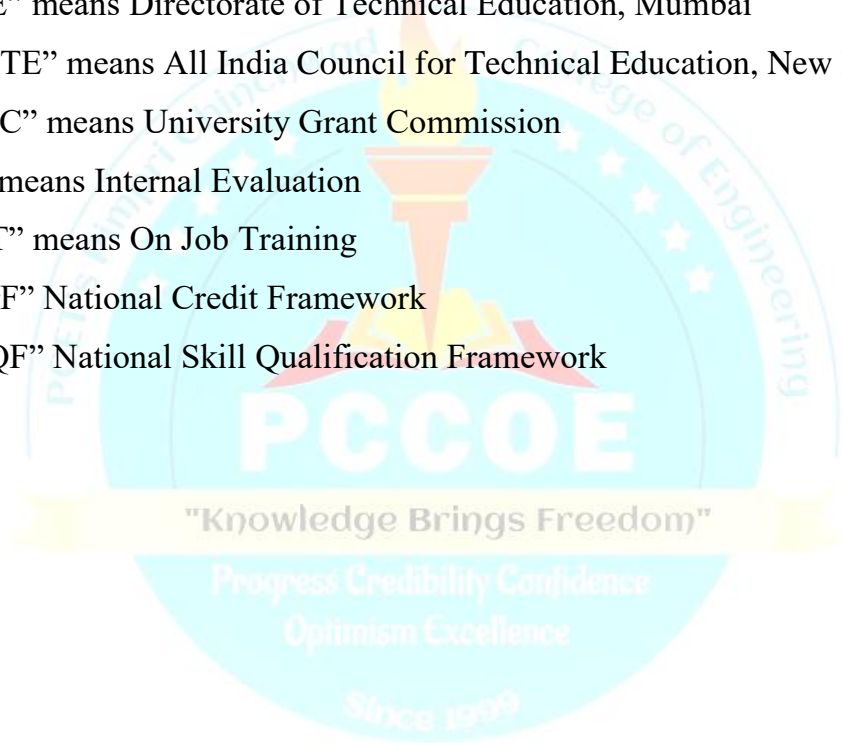 E” means Directorate of Technical Education, Mumbai
TE” means All India Council for Technical Education, New
C” means University Grant Commission
means Internal Evaluation
T” means On Job Training
F” National Credit Framework
QF” National Skill Qualification Framework
College of Engineering
PCCOE
"Knowledge Brings Freedom"
Progress Credibility Confidence
Optimism Excellence
Since 1999